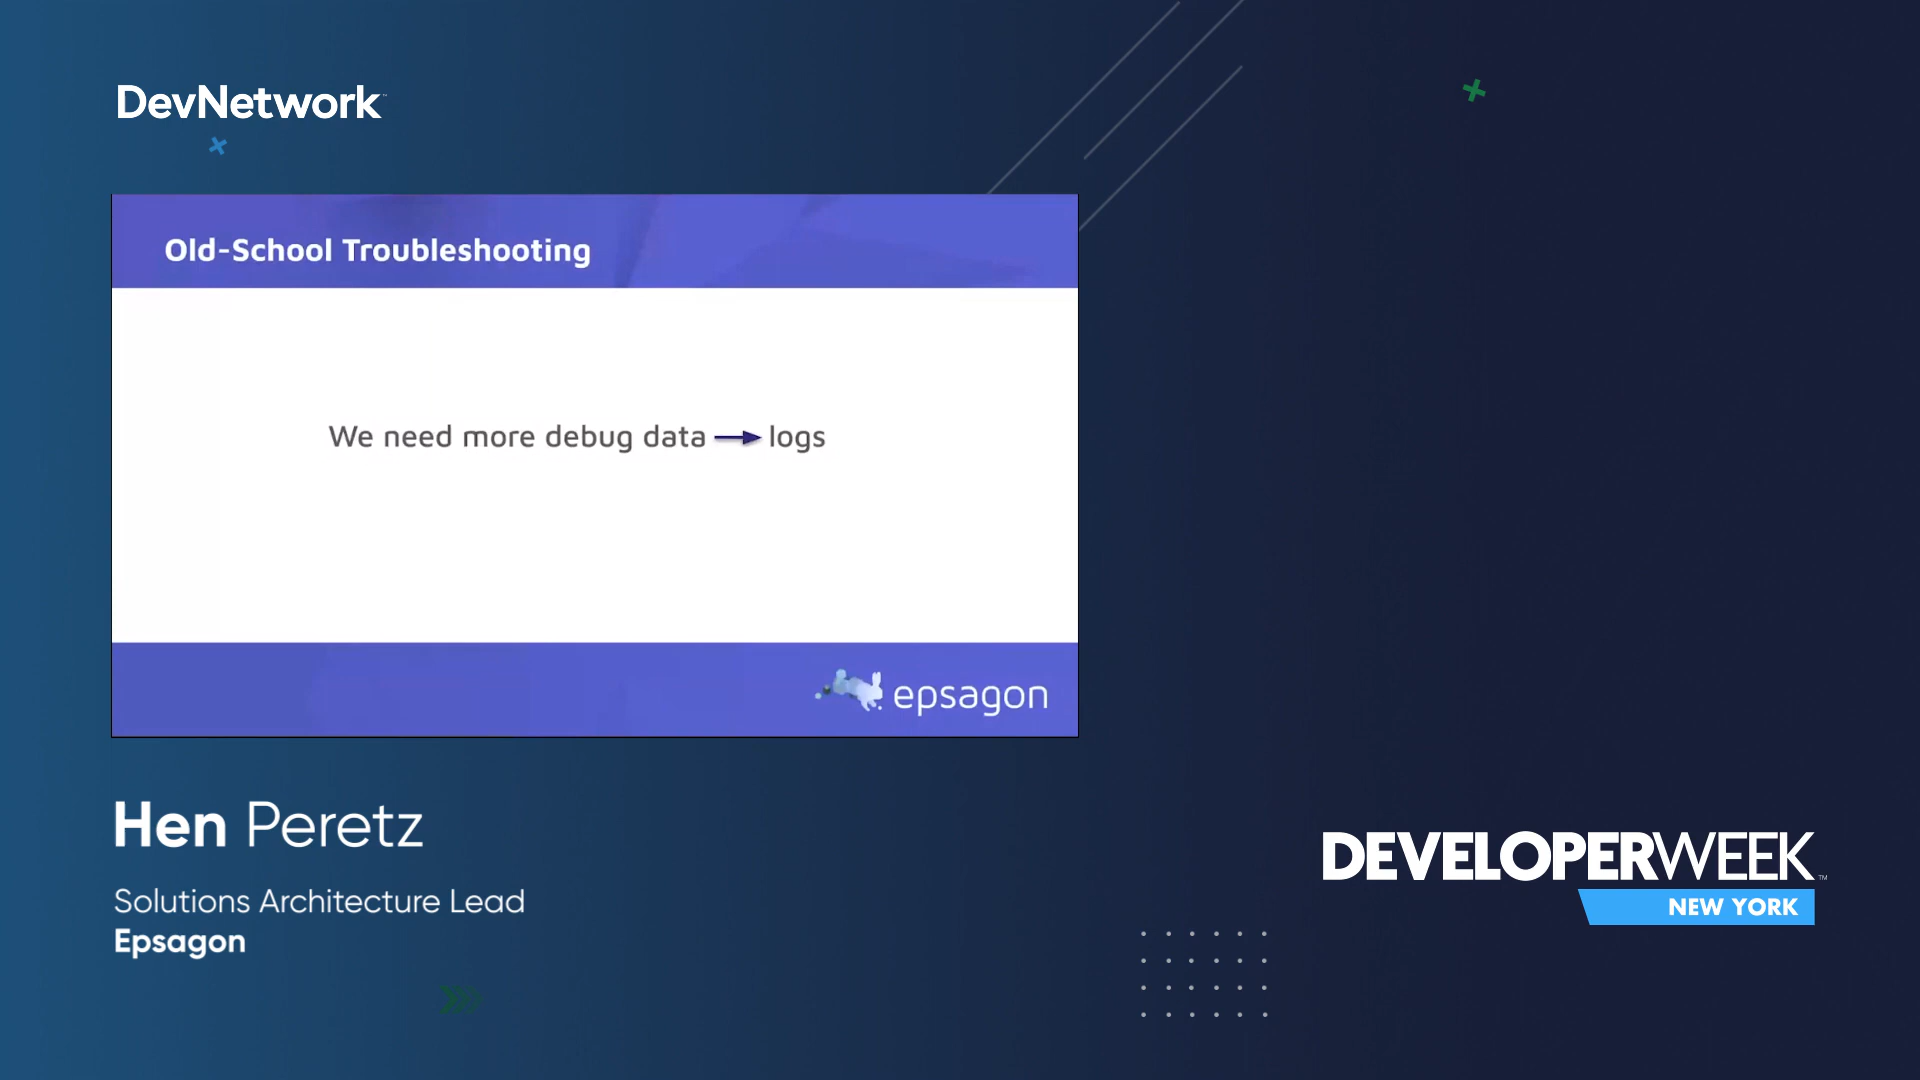 DevNetwork
Old-School Troubleshooting
We need more debug data → logs
epsagon
Hen Peretz
Solutions Architecture Lead
Epsagon
DEVELOPERWEEK™
NEW YORK